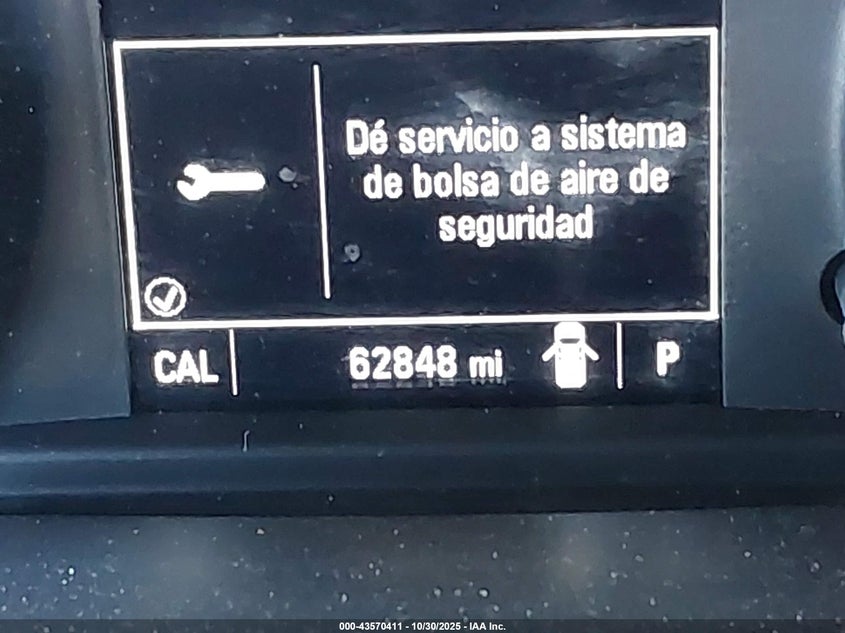 Dé servicio a sistema
de bolsa de aire de
seguridad
CAL 62848 mi P
000-43570411 - 10/30/2025 - IAA Inc.